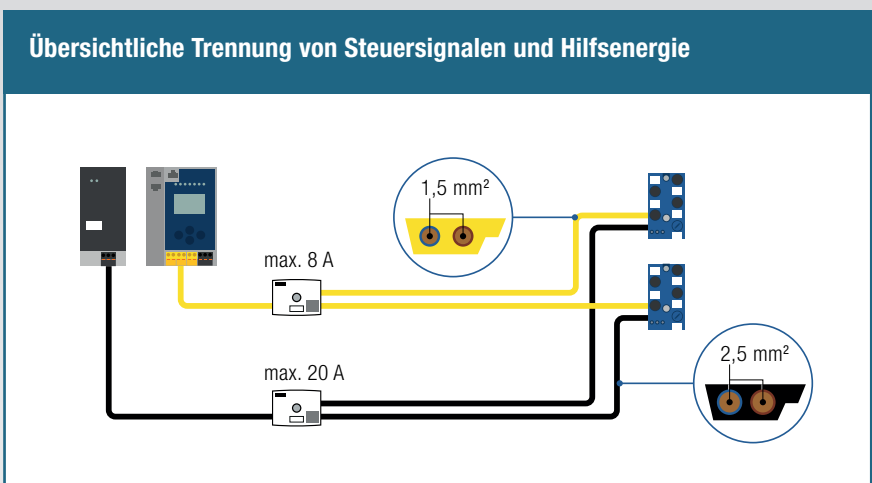 Übersichtliche Trennung von Steuersignalen und Hilfsenergie
1,5 mm²
max. 8 A
2,5 mm²
max. 20 A